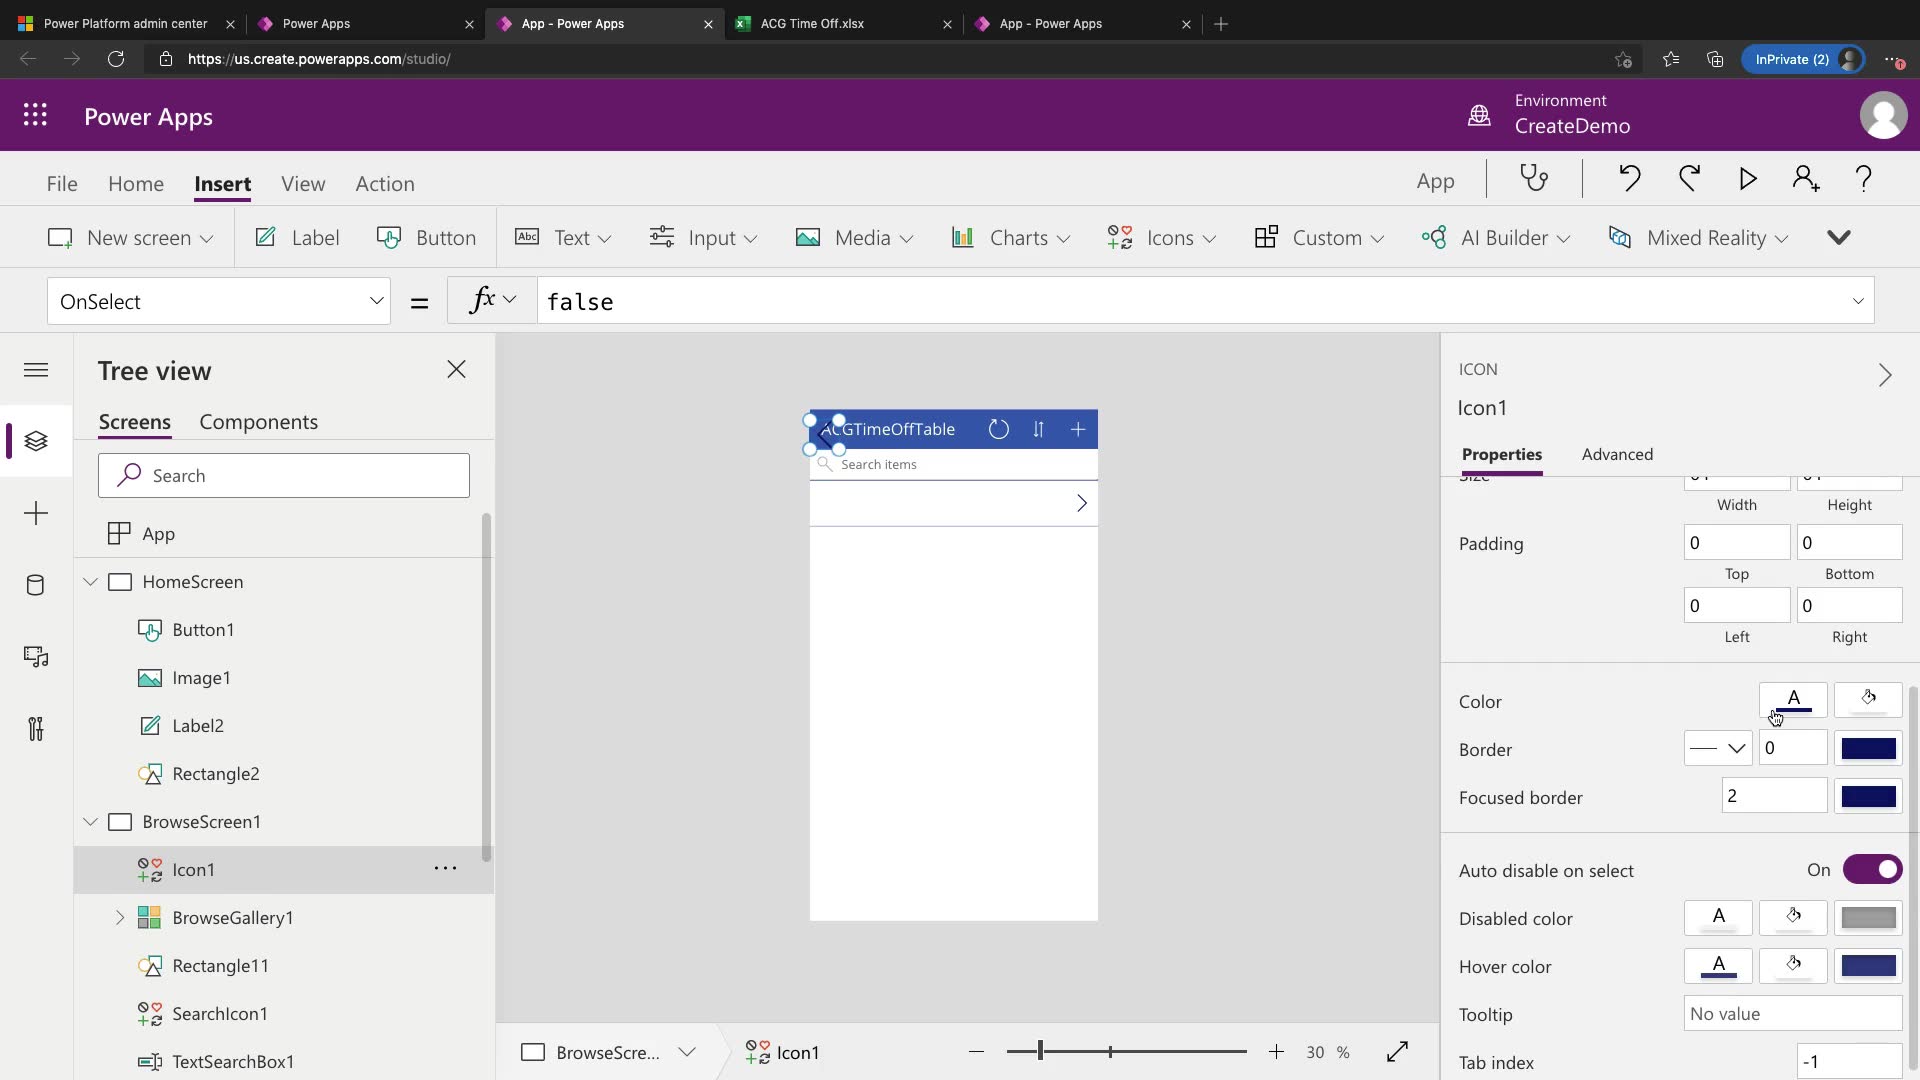 Power Platform admin center
Power Apps
App - Power Apps
ACG Time Off.xlsx
App - Power Apps
https://us.create.powerapps.com/studio/
InPrivate (2)
Power Apps
Environment
CreateDemo
File
Home
Insert
View
Action
App
New screen
Label
Button
Abc
Text
Input
Media
Charts
Icons
Custom
AI Builder
Mixed Reality
OnSelect
=
fx
false
Tree view
Screens
Components
Search
App
HomeScreen
Button1
Image1
Label2
Rectangle2
BrowseScreen1
Icon1
BrowseGallery1
Rectangle11
SearchIcon1
TextSearchBox1
ACGTimeOffTable
Search items
BrowseScre...
Icon1
30 %
ICON
Icon1
Properties
Advanced
Size
Width
Height
Padding
0
0
Top
Bottom
0
0
Left
Right
Color
A
Border
0
Focused border
2
Auto disable on select
On
Disabled color
A
Hover color
A
Tooltip
No value
Tab index
-1